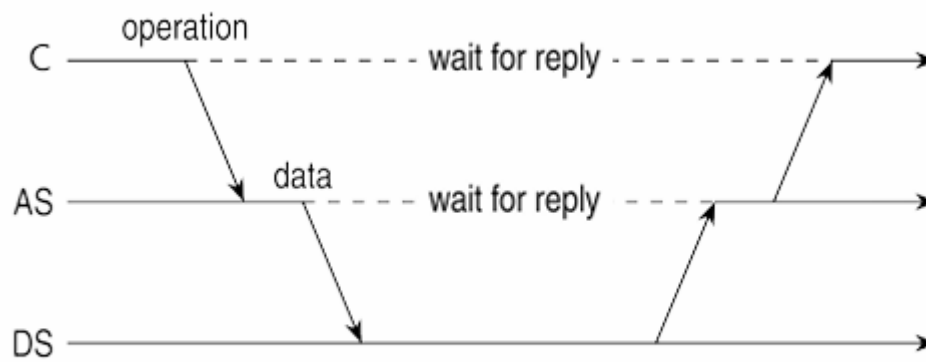 operation
C wait for reply
data
AS wait for reply
DS